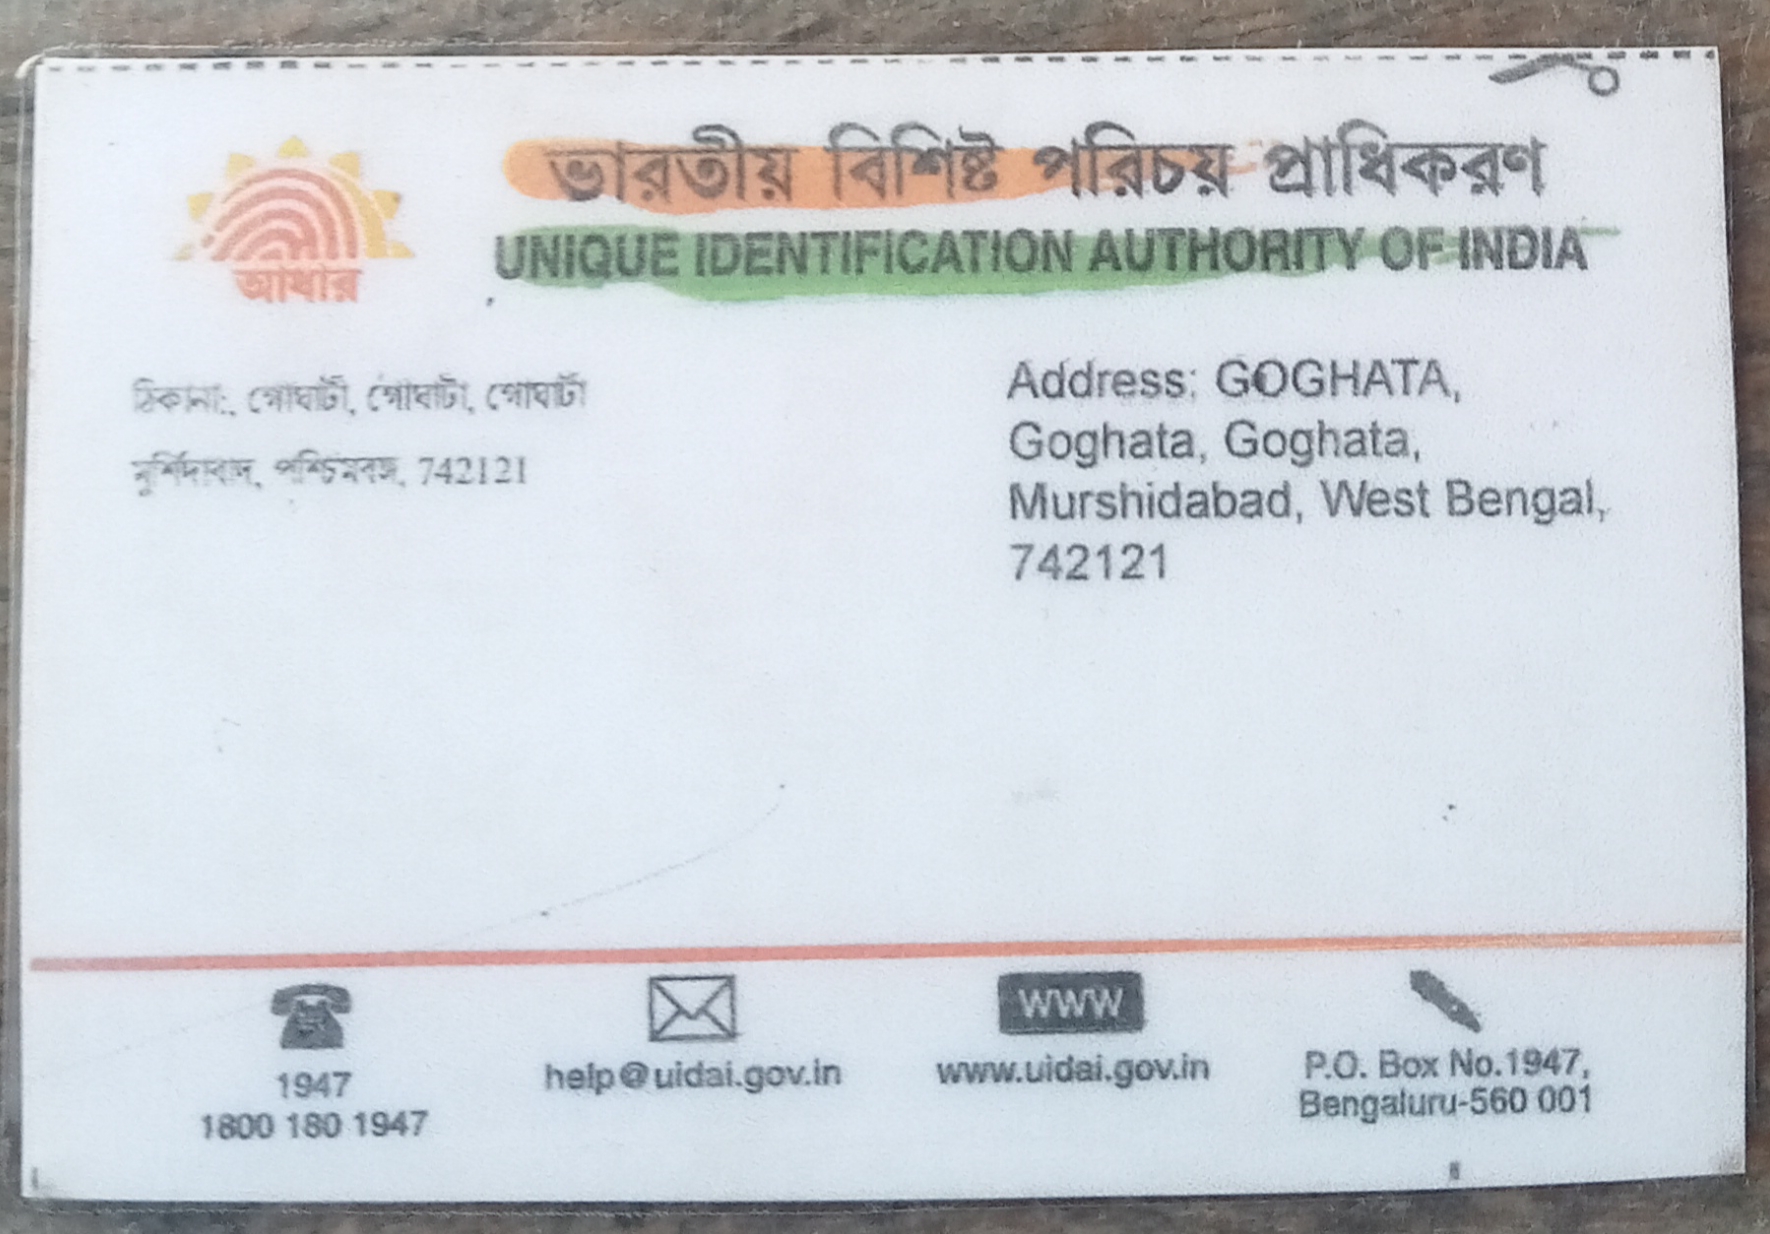 ভারতীয় বিশিষ্ট পরিচয় প্রাধিকরণ
UNIQUE IDENTIFICATION AUTHORITY OF INDIA
আধার
ঠিকানা:, গোঘাটা, গোঘাটা, গোঘাটা
মুর্শিদাবাদ, পশ্চিমবঙ্গ, 742121
Address: GOGHATA,
Goghata, Goghata,
Murshidabad, West Bengal,
742121
1947
1800 180 1947
help@uidai.gov.in
WWW
www.uidai.gov.in
P.O. Box No.1947,
Bengaluru-560 001